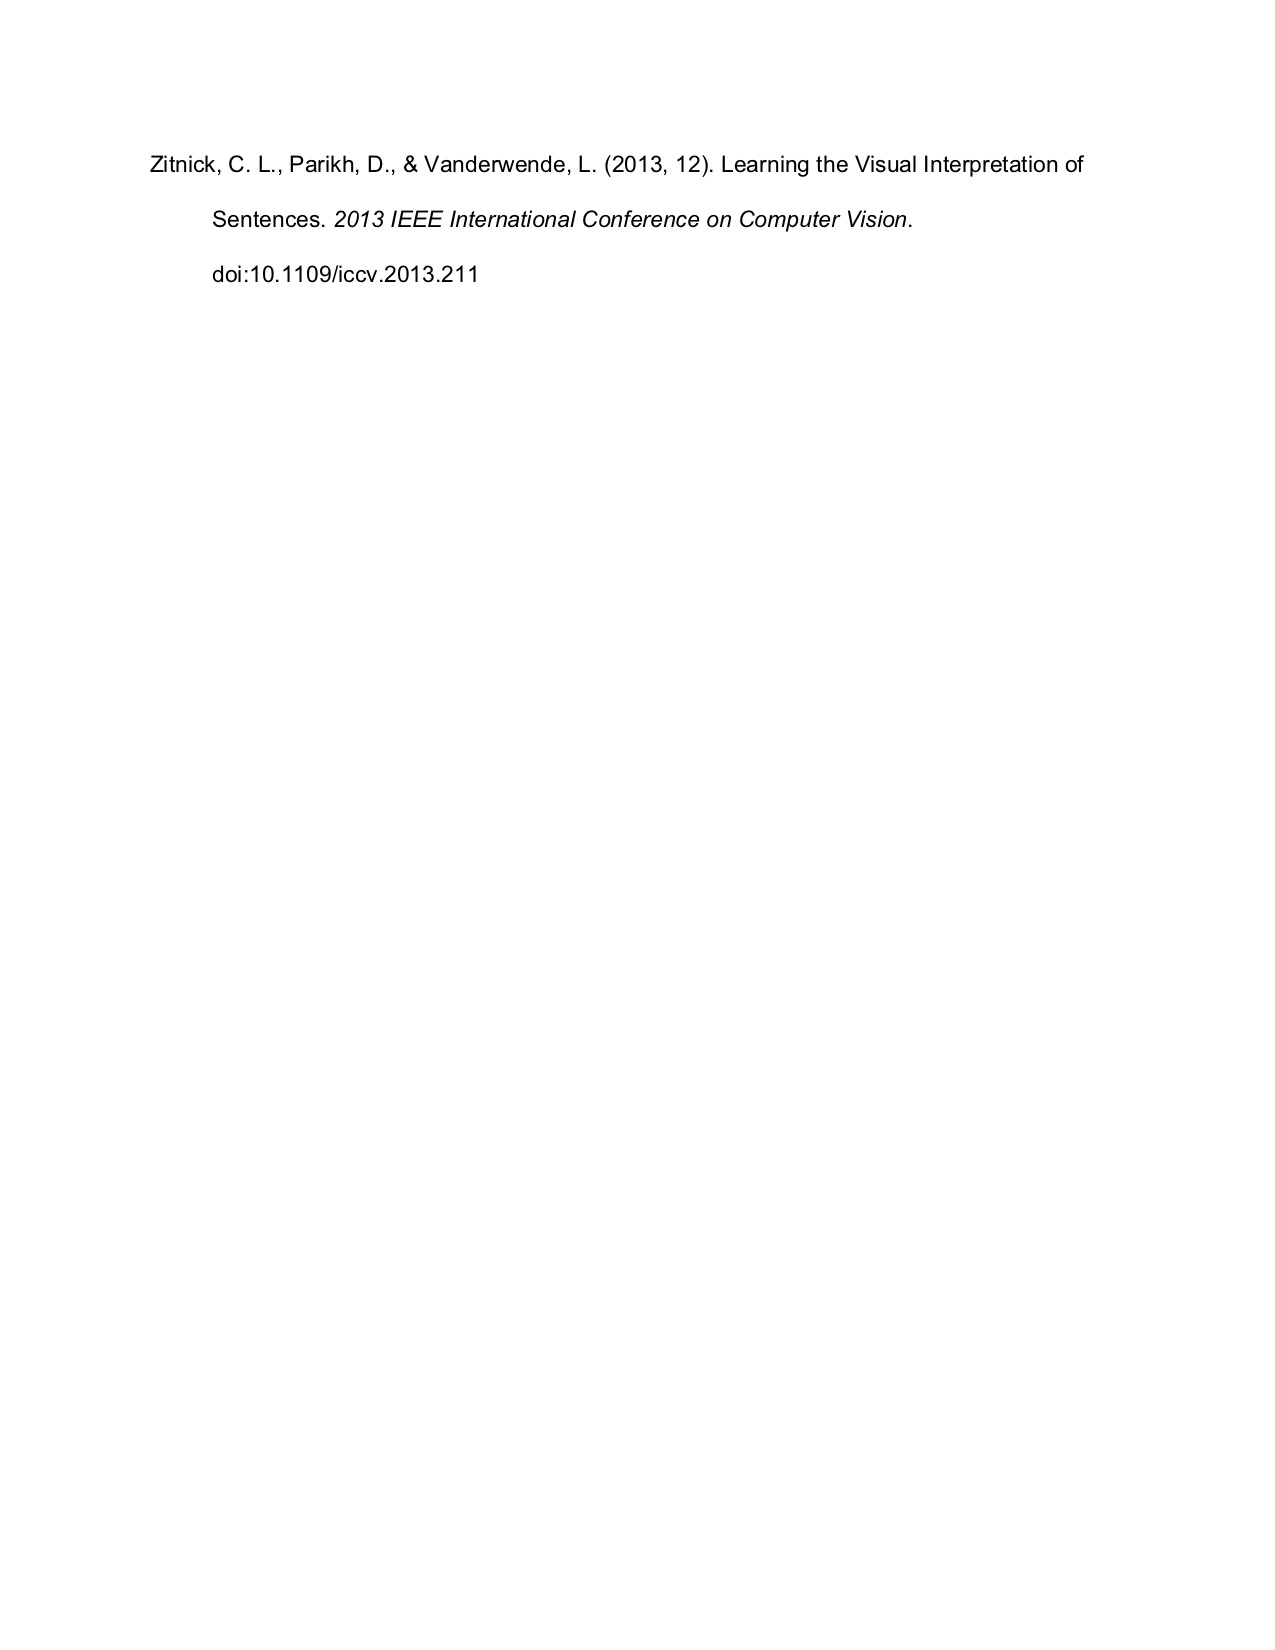 Zitnick, C. L., Parikh, D., & Vanderwende, L. (2013, 12). Learning the Visual Interpretation of
Sentences. 2013 IEEE International Conference on Computer Vision.
doi:10.1109/iccv.2013.211